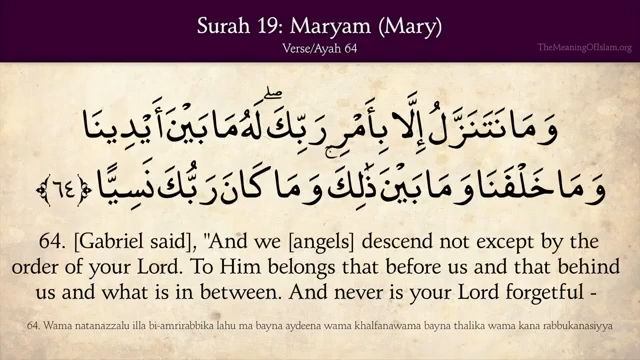 Surah 19: Maryam (Mary)
Verse/Ayah 64
TheMeaningOfIslam.org
وَمَا نَتَنَزَّلُ إِلَّا بِأَمْرِ رَبِّكَ ۖ لَهُ مَا بَيْنَ أَيْدِينَا
وَمَا خَلْفَنَا وَمَا بَيْنَ ذَٰلِكَ ۚ وَمَا كَانَ رَبُّكَ نَسِيًّا ﴿٦٤﴾
64. [Gabriel said], "And we [angels] descend not except by the
order of your Lord. To Him belongs that before us and that behind
us and what is in between. And never is your Lord forgetful -
64. Wama natanazzalu illa bi-amrirabbika lahu ma bayna aydeena wama khalfanawama bayna thalika wama kana rabbukanasiyya